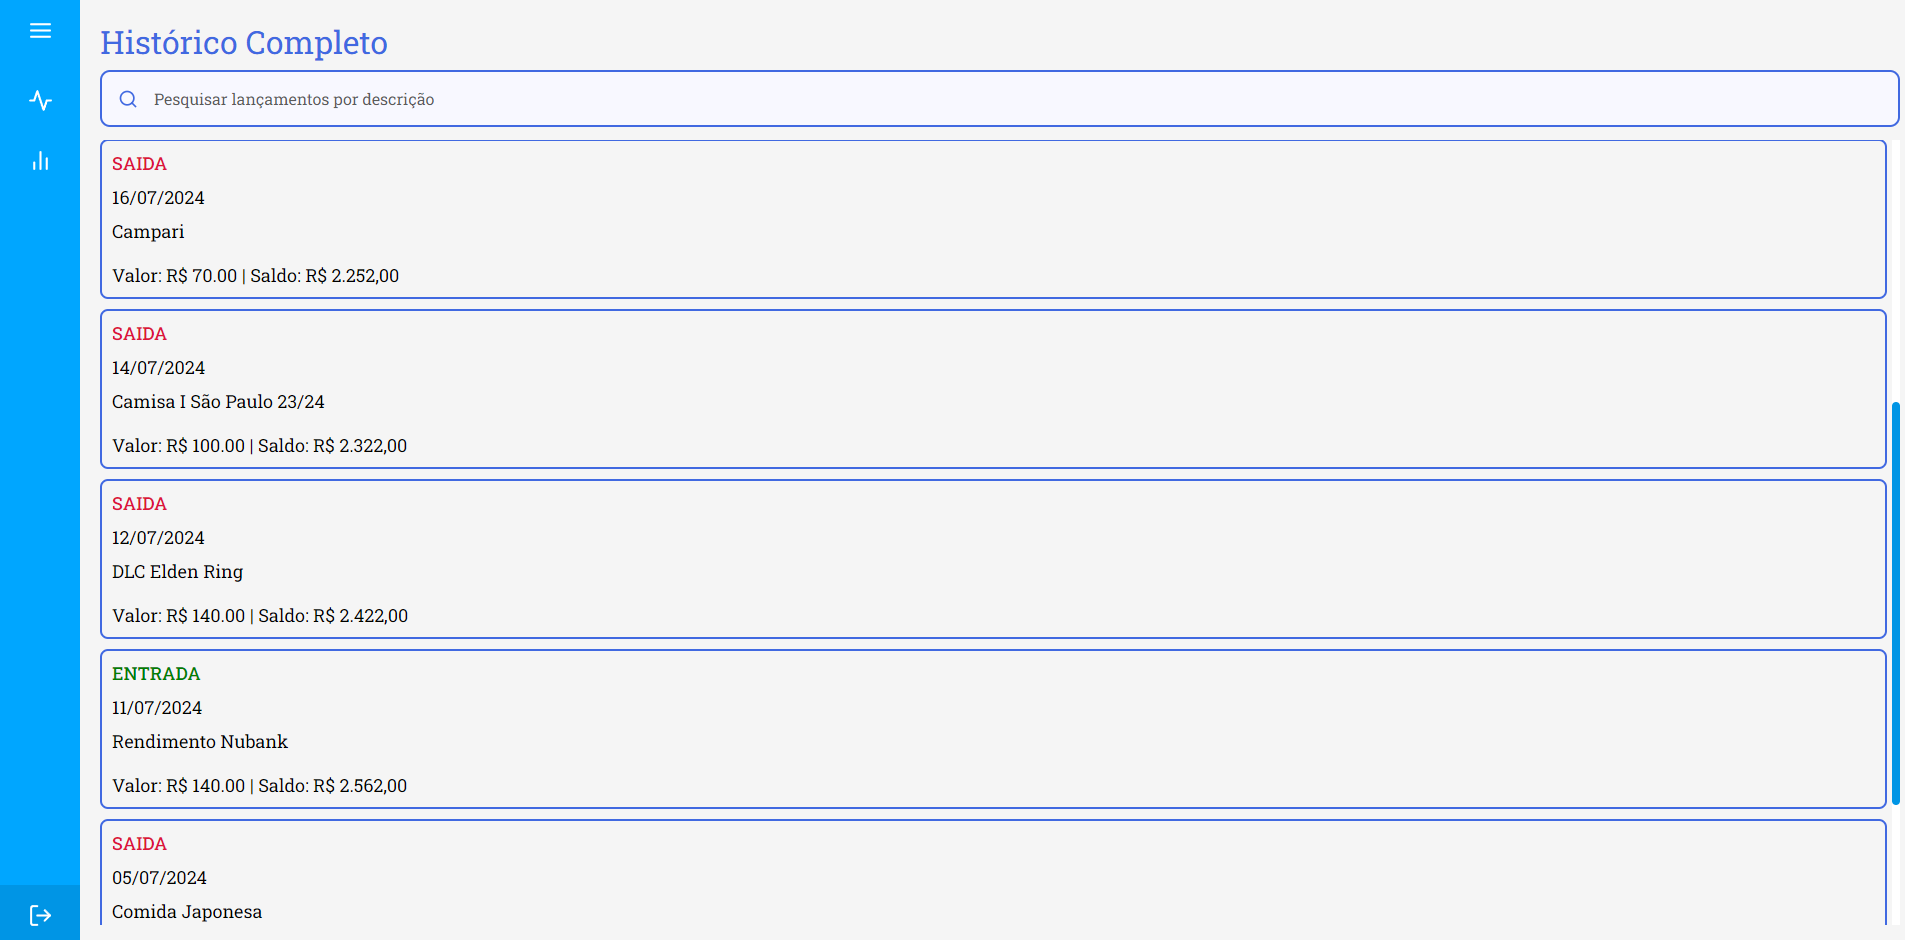 Histórico Completo
Pesquisar lançamentos por descrição
SAIDA
16/07/2024
Campari
Valor: R$ 70.00 | Saldo: R$ 2.252,00
SAIDA
14/07/2024
Camisa I São Paulo 23/24
Valor: R$ 100.00 | Saldo: R$ 2.322,00
SAIDA
12/07/2024
DLC Elden Ring
Valor: R$ 140.00 | Saldo: R$ 2.422,00
ENTRADA
11/07/2024
Rendimento Nubank
Valor: R$ 140.00 | Saldo: R$ 2.562,00
SAIDA
05/07/2024
Comida Japonesa